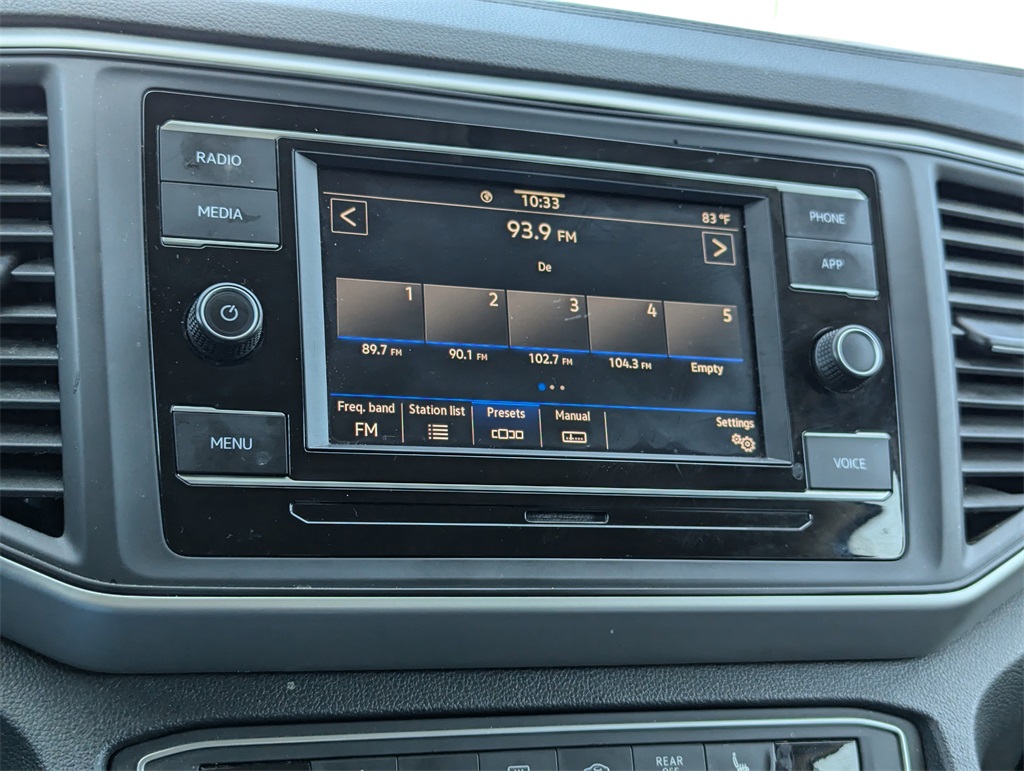 RADIO
MEDIA
MENU
<
10:33
83 °F
93.9 FM
>
De
1
2
3
4
5
89.7 FM
90.1 FM
102.7 FM
104.3 FM
Empty
Freq. band
FM
Station list
Presets
Manual
Settings
PHONE
APP
VOICE
REAR
OFF